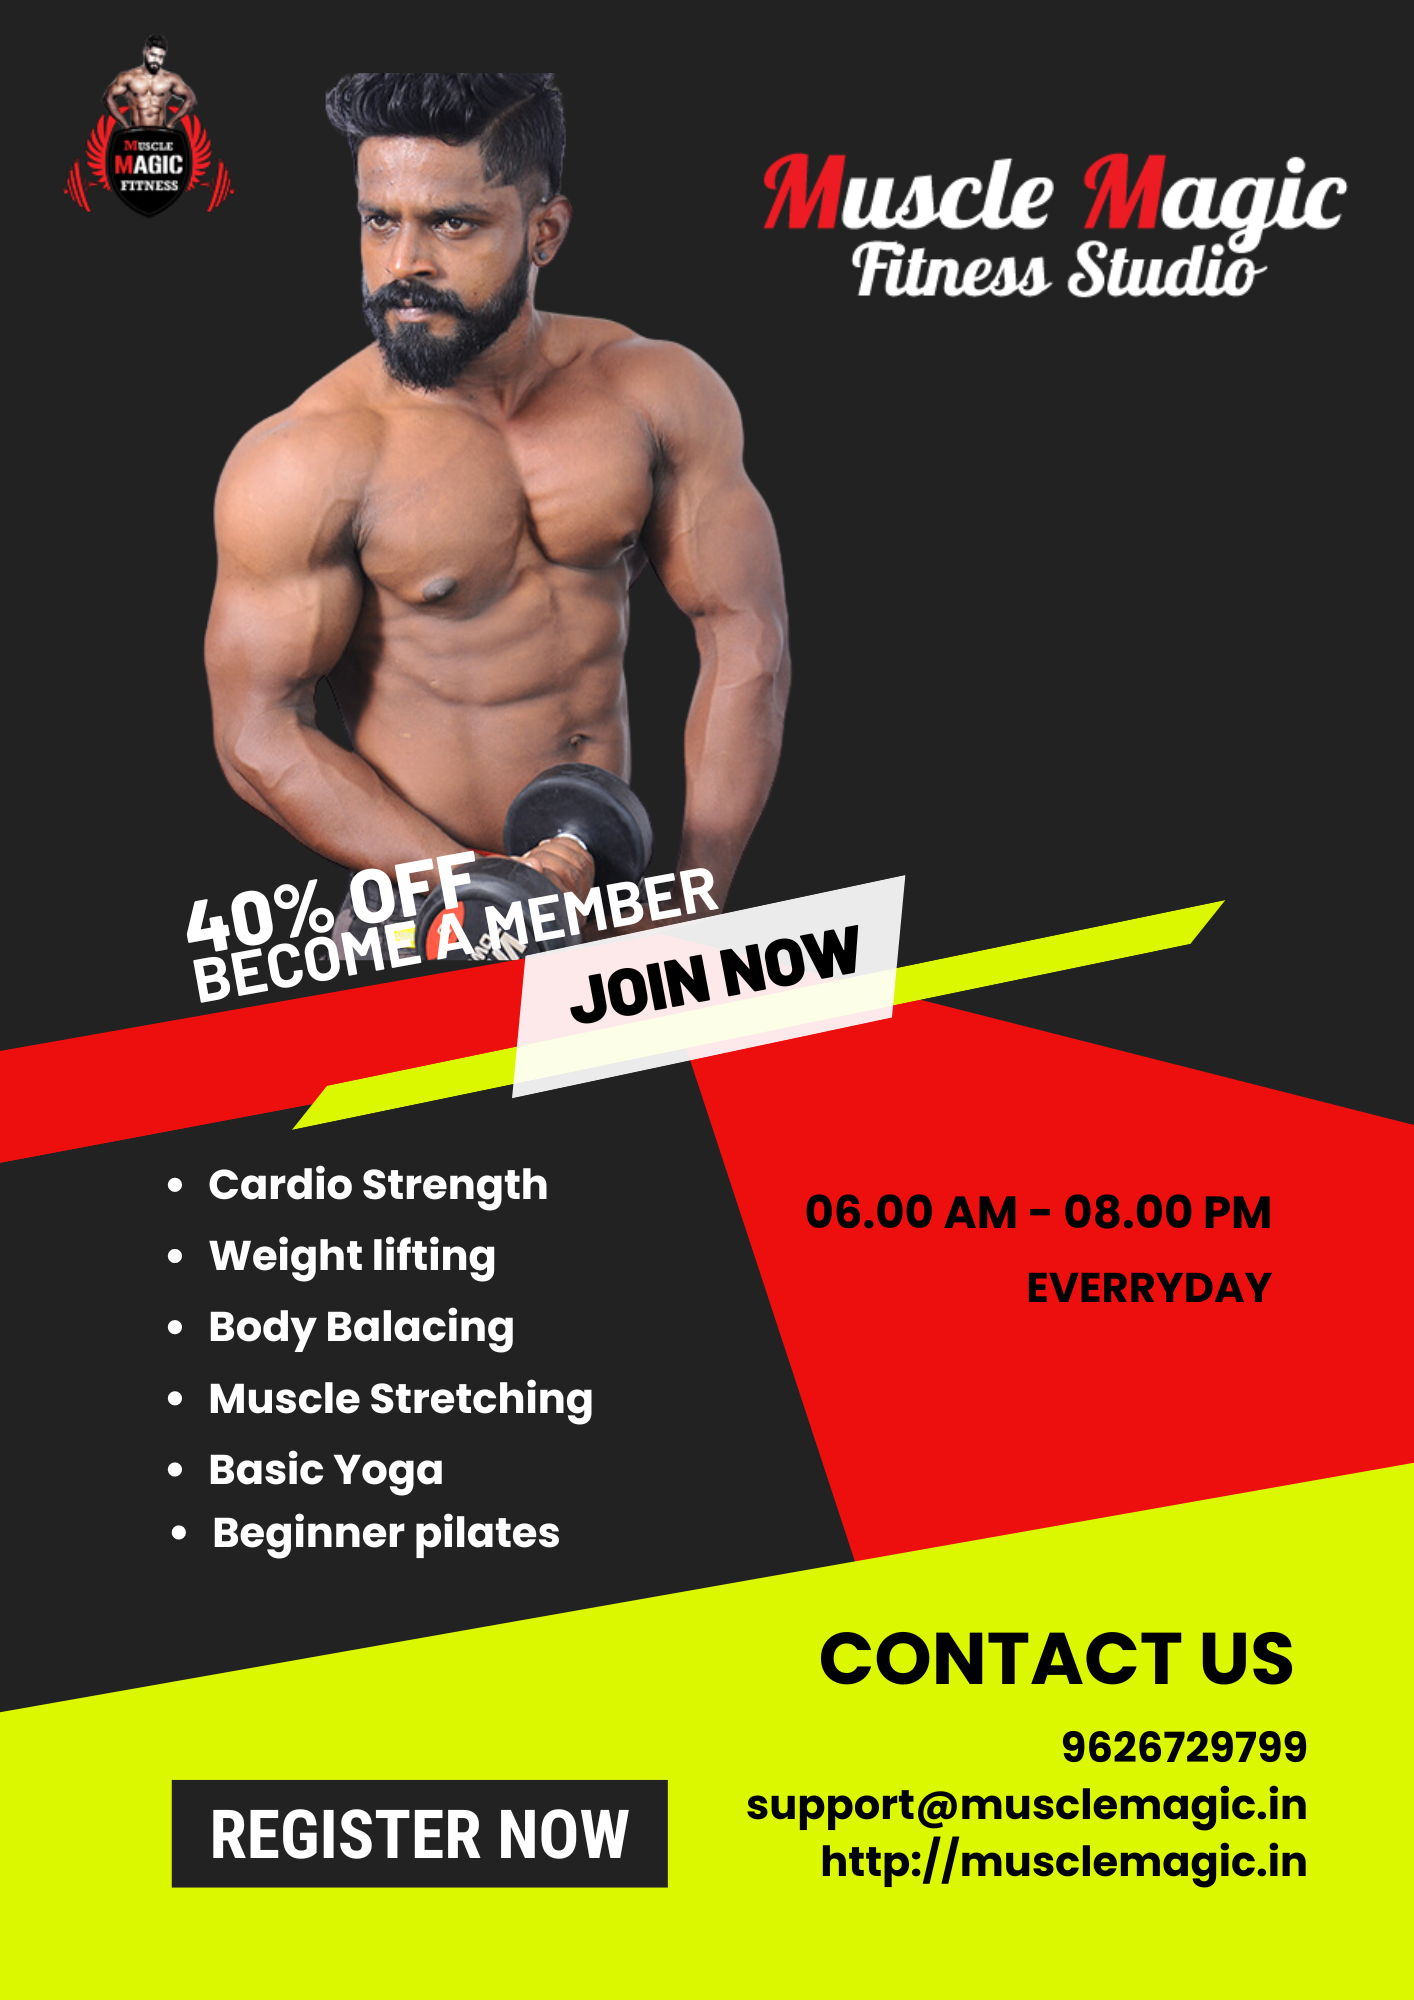 MUSCLE
MAGIC
FITNESS
Muscle Magic
Fitness Studio
40% OFF
BECOME A MEMBER
JOIN NOW
• Cardio Strength
• Weight lifting
• Body Balacing
• Muscle Stretching
• Basic Yoga
• Beginner pilates
06.00 AM - 08.00 PM
EVERRYDAY
CONTACT US
9626729799
support@musclemagic.in
http://musclemagic.in
REGISTER NOW